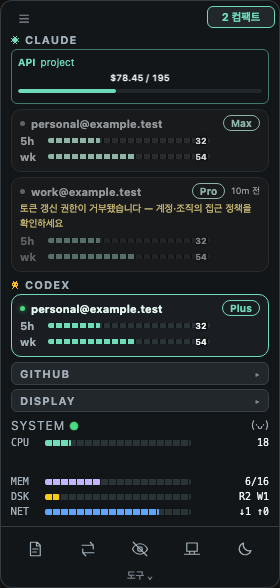 2 컴팩트
CLAUDE
API project
$78.45 / 195
personal@example.test Max
5h 32
wk 54
work@example.test Pro 10m 전
토큰 갱신 권한이 거부됐습니다 — 계정·조직의 접근 정책을
확인하세요
5h 32
wk 54
CODEX
personal@example.test Plus
5h 32
wk 54
GITHUB
DISPLAY
SYSTEM (·ᴗ·)
CPU 18
MEM 6/16
DSK R2 W1
NET ↓1 ↑0
도구